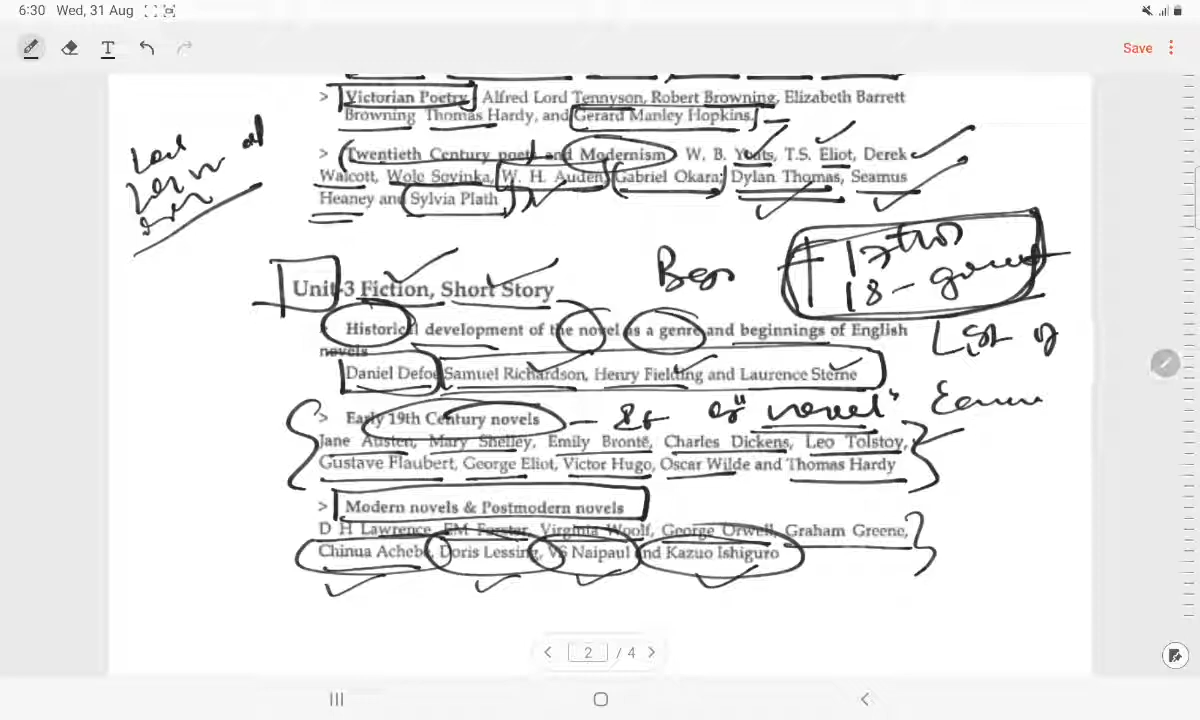 6:30 Wed, 31 Aug
T
Save
> Victorian Poetry Alfred Lord Tennyson, Robert Browning, Elizabeth Barrett
Browning Thomas Hardy, and Gerard Manley Hopkins.
> Twentieth Century poets and Modernism W. B. Yeats, T.S. Eliot, Derek
Walcott, Wole Soyinka, W. H. Auden, Gabriel Okara, Dylan Thomas, Seamus
Heaney and Sylvia Plath
Unit-3 Fiction, Short Story
Historical development of the novel as a genre and beginnings of English
novels
List of
Daniel Defoe Samuel Richardson, Henry Fielding and Laurence Sterne
> Early 19th Century novels
of "novel"
Jane Austen, Mary Shelley, Emily Brontë, Charles Dickens, Leo Tolstoy,
Gustave Flaubert, George Eliot, Victor Hugo, Oscar Wilde and Thomas Hardy
> Modern novels & Postmodern novels
D H Lawrence, EM Forster, Virginia Woolf, George Orwell, Graham Greene,
Chinua Achebe, Doris Lessing, VS Naipaul and Kazuo Ishiguro
< 2 / 4 >